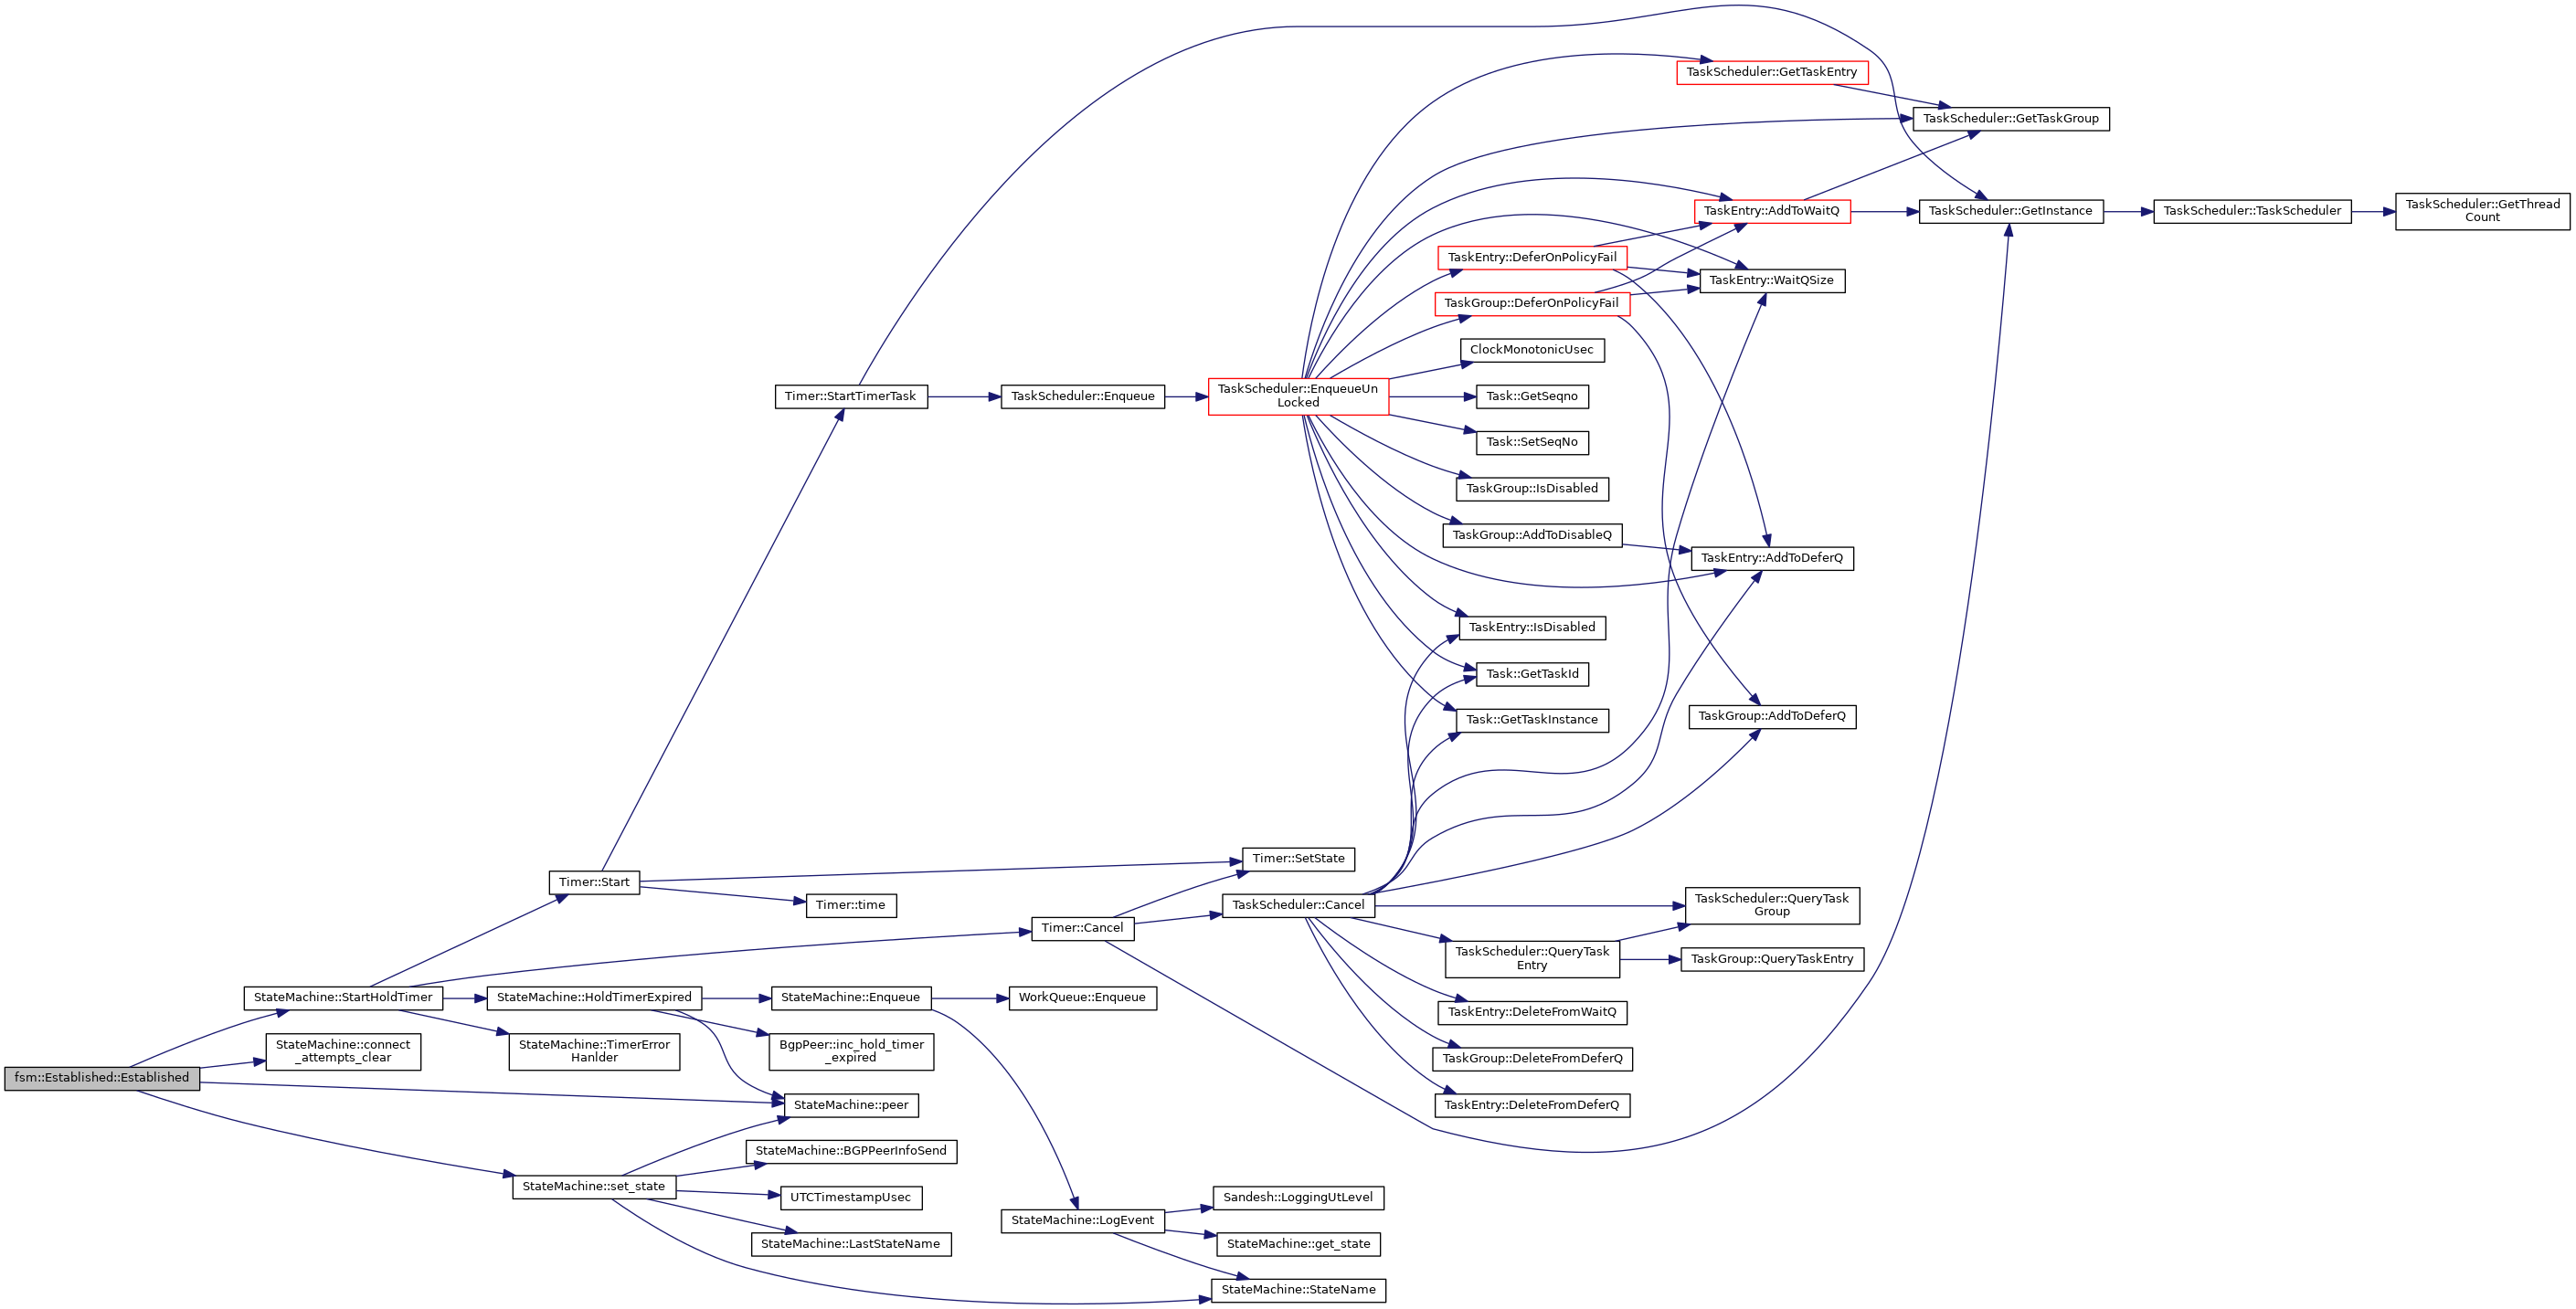 TaskScheduler::GetTaskEntry
TaskScheduler::GetTaskGroup
TaskEntry::AddToWaitQ
TaskScheduler::GetInstance
TaskScheduler::TaskScheduler
TaskScheduler::GetThread
Count
TaskEntry::DeferOnPolicyFail
TaskEntry::WaitQSize
TaskGroup::DeferOnPolicyFail
ClockMonotonicUsec
Timer::StartTimerTask
TaskScheduler::Enqueue
TaskScheduler::EnqueueUn
Locked
Task::GetSeqno
Task::SetSeqNo
TaskGroup::IsDisabled
TaskGroup::AddToDisableQ
TaskEntry::AddToDeferQ
TaskEntry::IsDisabled
Task::GetTaskId
Task::GetTaskInstance
TaskGroup::AddToDeferQ
Timer::SetState
Timer::Start
Timer::time
TaskScheduler::Cancel
TaskScheduler::QueryTask
Group
Timer::Cancel
TaskScheduler::QueryTask
Entry
TaskGroup::QueryTaskEntry
StateMachine::StartHoldTimer
StateMachine::HoldTimerExpired
StateMachine::Enqueue
WorkQueue::Enqueue
TaskEntry::DeleteFromWaitQ
StateMachine::connect
_attempts_clear
StateMachine::TimerError
Hanlder
BgpPeer::inc_hold_timer
_expired
TaskGroup::DeleteFromDeferQ
fsm::Established::Established
StateMachine::peer
TaskEntry::DeleteFromDeferQ
StateMachine::BGPPeerInfoSend
StateMachine::set_state
UTCTimestampUsec
Sandesh::LoggingUtLevel
StateMachine::LogEvent
StateMachine::LastStateName
StateMachine::get_state
StateMachine::StateName